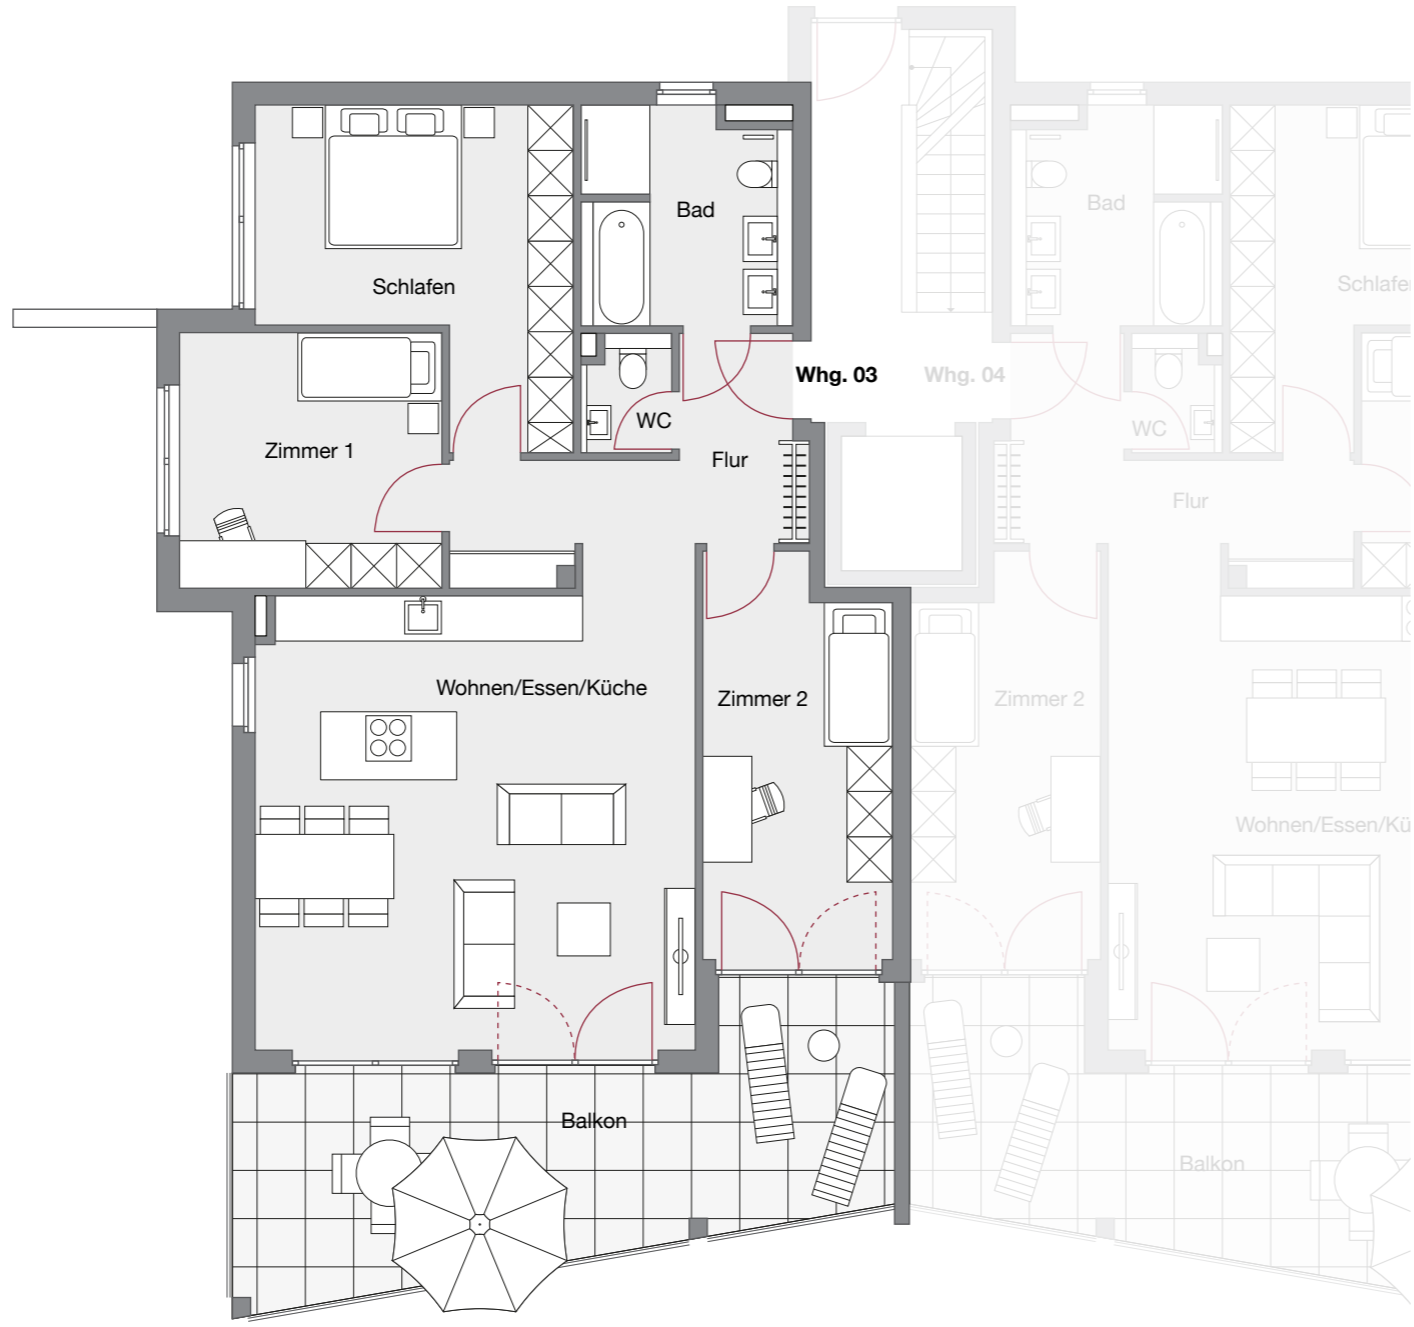 Bad
Bad
Schlafen
Schlafe
Whg. 03
Whg. 04
WC
WC
Zimmer 1
Flur
Flur
Wohnen/Essen/Küche
Zimmer 2
Zimmer 2
Wohnen/Essen/Kü
Balkon
Balkon